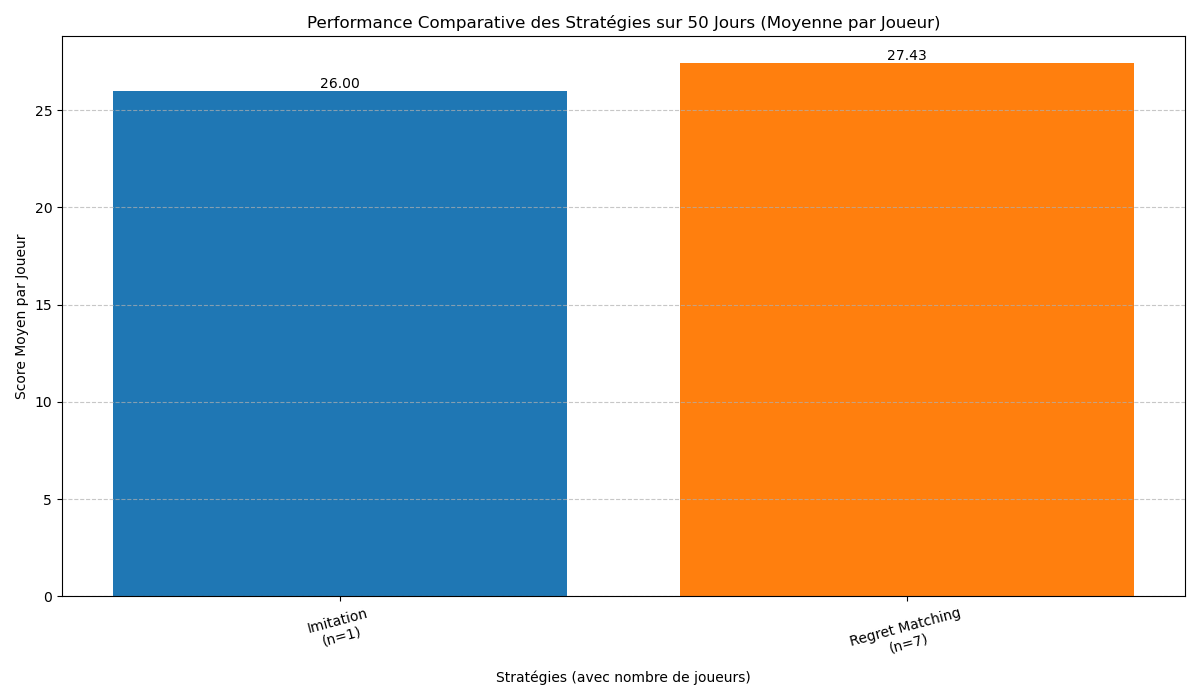 Performance Comparative des Stratégies sur 50 Jours (Moyenne par Joueur)
26.00
27.43
25
20
15
10
5
0
Score Moyen par Joueur
Imitation
(n=1)
Regret Matching
(n=7)
Stratégies (avec nombre de joueurs)